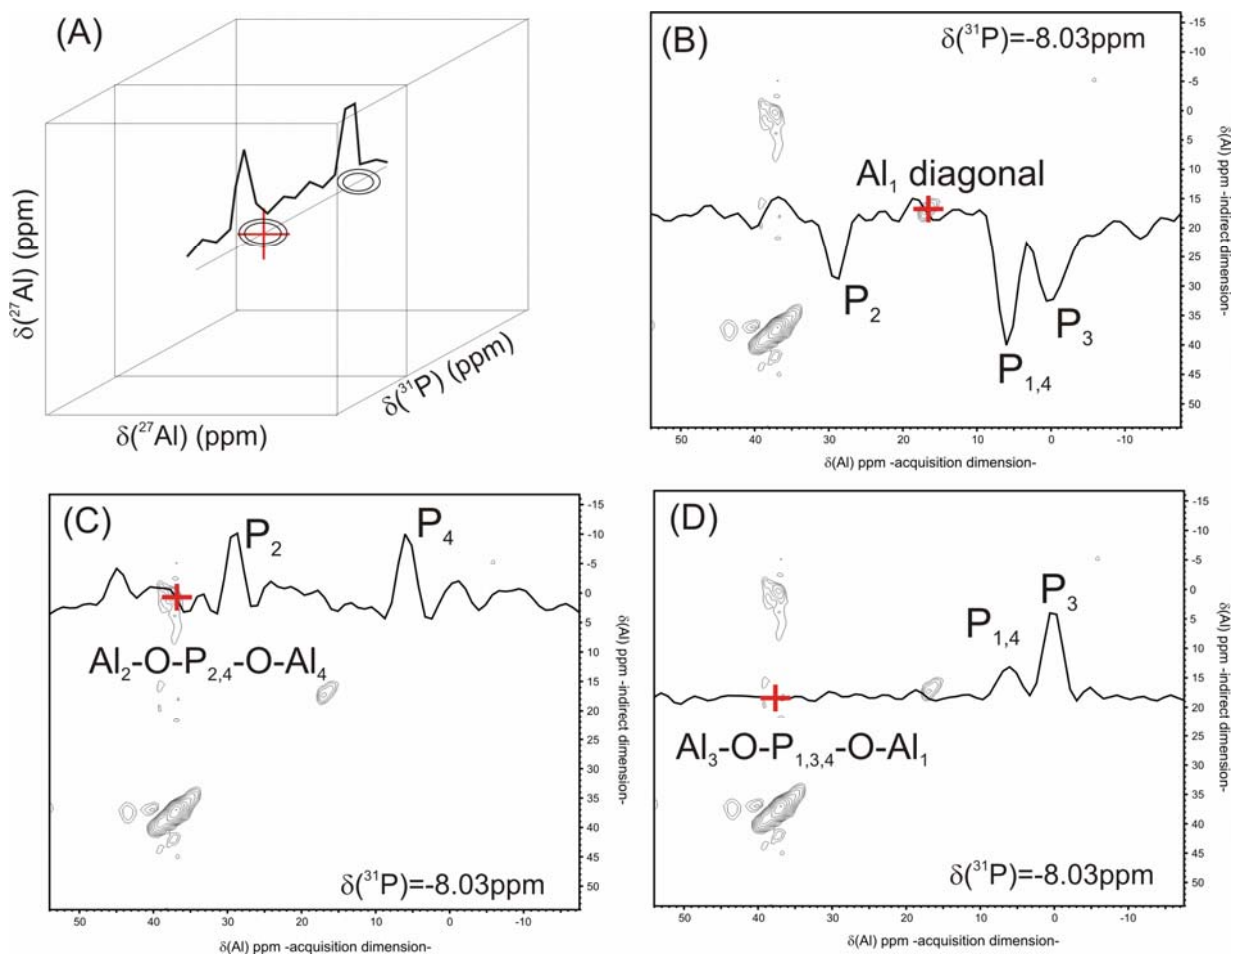 (A)
δ(²⁷Al) (ppm)
δ(³¹P) (ppm)
δ(²⁷Al) (ppm)
(B)
δ(³¹P)=-8.03ppm
Al₁ diagonal
P₂
P₃
P₁,₄
-15
-10
-5
0
5
10
15
20
25
30
35
40
45
50
δ(Al) ppm -indirect dimension-
50 40 30 20 10 0 -10
δ(Al) ppm -acquisition dimension-
(C)
P₂
P₄
Al₂-O-P₂,₄-O-Al₄
δ(³¹P)=-8.03ppm
-15
-10
-5
0
5
10
15
20
25
30
35
40
45
50
δ(Al) ppm -indirect dimension-
50 40 30 20 10 0 -10
δ(Al) ppm -acquisition dimension-
(D)
P₃
P₁,₄
Al₃-O-P₁,₃,₄-O-Al₁
δ(³¹P)=-8.03ppm
-15
-10
-5
0
5
10
15
20
25
30
35
40
45
50
δ(Al) ppm -indirect dimension-
50 40 30 20 10 0 -10
δ(Al) ppm -acquisition dimension-